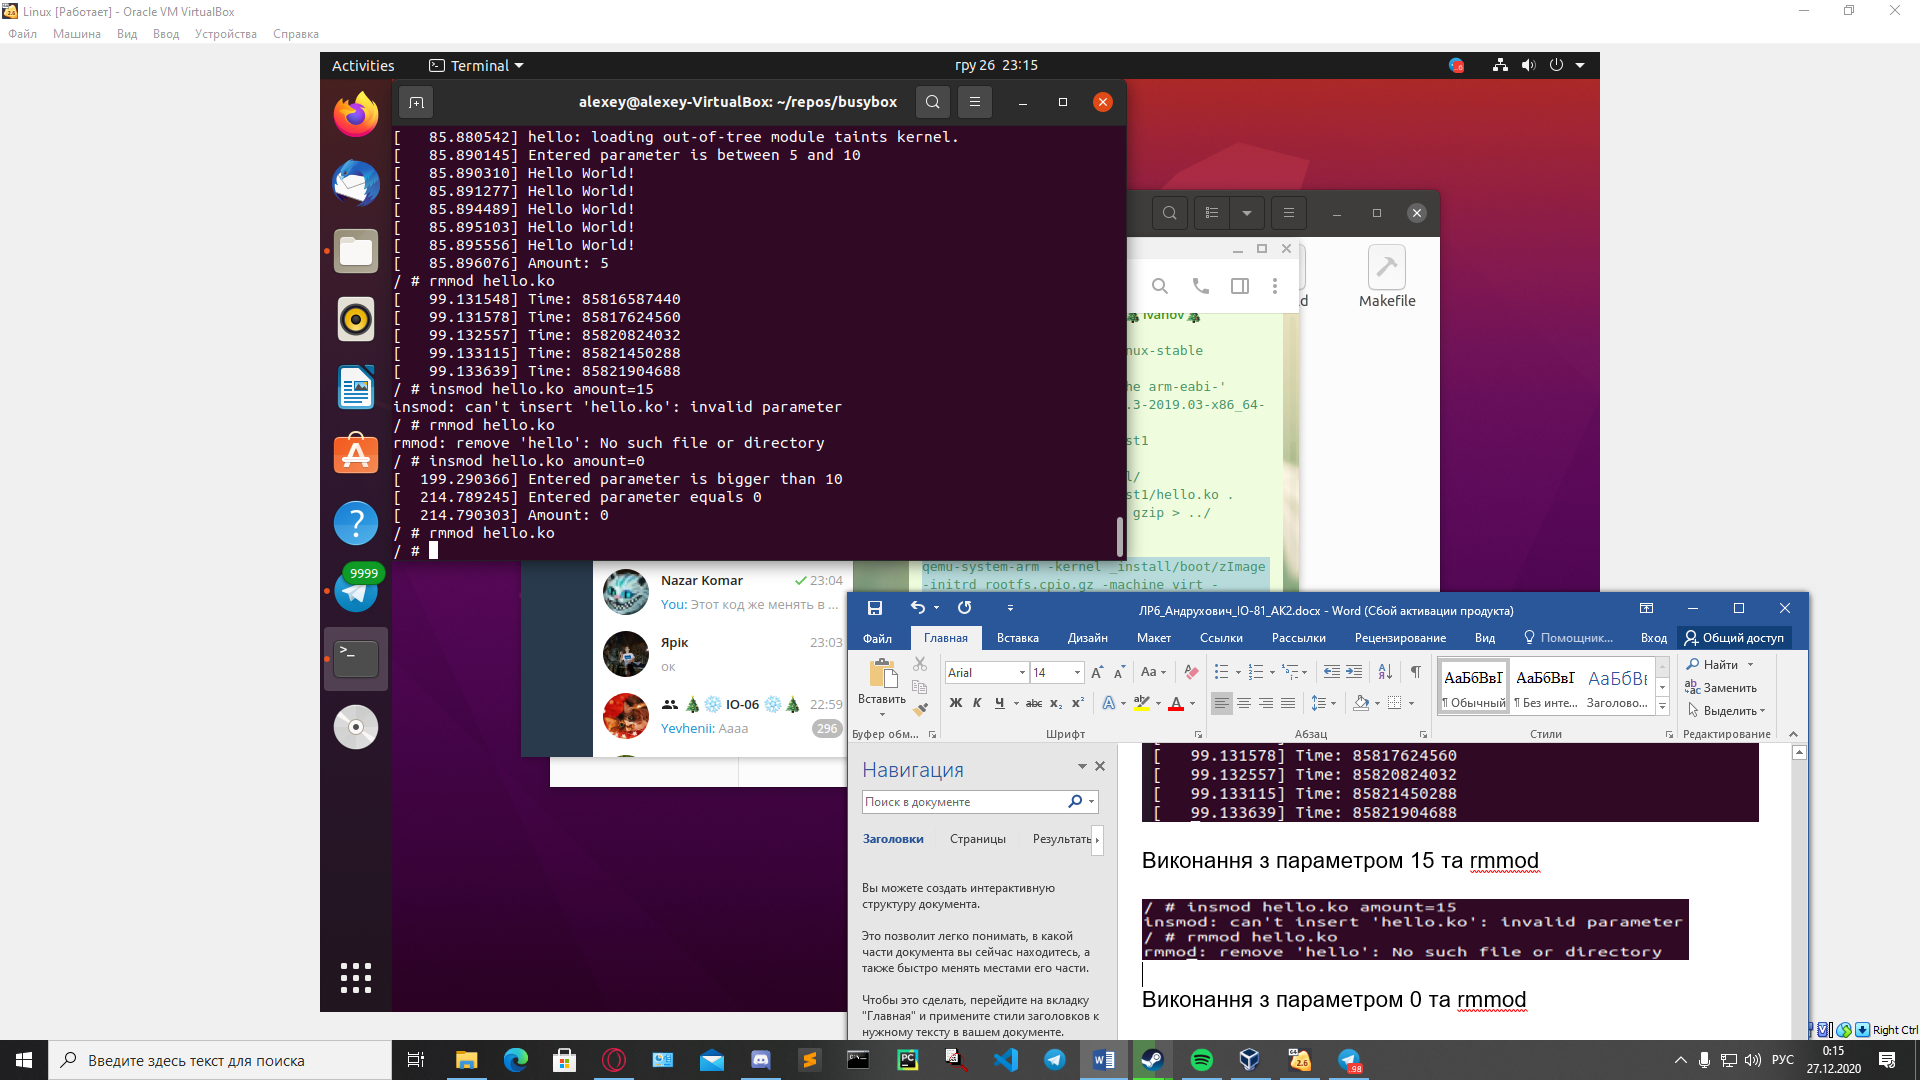 Linux [Работает] - Oracle VM VirtualBox
Файл Машина Вид Ввод Устройства Справка
Activities Terminal гру 26 23:15
alexey@alexey-VirtualBox: ~/repos/busybox
[   85.880542] hello: loading out-of-tree module taints kernel.
[   85.890145] Entered parameter is between 5 and 10
[   85.890310] Hello World!
[   85.891277] Hello World!
[   85.894489] Hello World!
[   85.895103] Hello World!
[   85.895556] Hello World!
[   85.896076] Amount: 5
/ # rmmod hello.ko
[   99.131548] Time: 85816587440
[   99.131578] Time: 85817624560
[   99.132557] Time: 85820824032
[   99.133115] Time: 85821450288
[   99.133639] Time: 85821904688
/ # insmod hello.ko amount=15
insmod: can't insert 'hello.ko': invalid parameter
/ # rmmod hello.ko
rmmod: remove 'hello': No such file or directory
/ # insmod hello.ko amount=0
[  199.290366] Entered parameter is bigger than 10
[  214.789245] Entered parameter equals 0
[  214.790303] Amount: 0
/ # rmmod hello.ko
/ #
d Makefile
Ivanov
nux-stable
he arm-eabi-'
.3-2019.03-x86_64-
st1
l/
st1/hello.ko .
gzip > ../
qemu-system-arm -kernel _install/boot/zImage
-initrd rootfs.cpio.gz -machine virt -
9999
Nazar Komar 23:04
You: Этот код же менять в ...
Ярік 23:03
ок
ІО-06 22:59
Yevhenii: Аааа 296
ЛР6_Андрухович_ІО-81_АК2.docx - Word (Сбой активации продукта)
Файл Главная Вставка Дизайн Макет Ссылки Рассылки Рецензирование Вид Помощник... Вход Общий доступ
Вставить
Arial 14 Aa
Ж К Ч abc x₂ x² A A
АаБбВвІ АаБбВвІ АаБбВв
¶ Обычный ¶ Без инте... Заголово...
Найти
Заменить
Выделить
Буфер обм... Шрифт Абзац Стили Редактирование
Навигация
Поиск в документе
Заголовки Страницы Результать
Вы можете создать интерактивную
структуру документа.
Это позволит легко понимать, в какой
части документа вы сейчас находитесь, а
также быстро менять местами его части.
Чтобы это сделать, перейдите на вкладку
"Главная" и примените стили заголовков к
нужному тексту в вашем документе.
[   99.131578] Time: 85817624560
[   99.132557] Time: 85820824032
[   99.133115] Time: 85821450288
[   99.133639] Time: 85821904688
Виконання з параметром 15 та rmmod
/ # insmod hello.ko amount=15
insmod: can't insert 'hello.ko': invalid parameter
/ # rmmod hello.ko
rmmod: remove 'hello': No such file or directory
Виконання з параметром 0 та rmmod
Right Ctrl
Введите здесь текст для поиска
РУС
0:15
27.12.2020